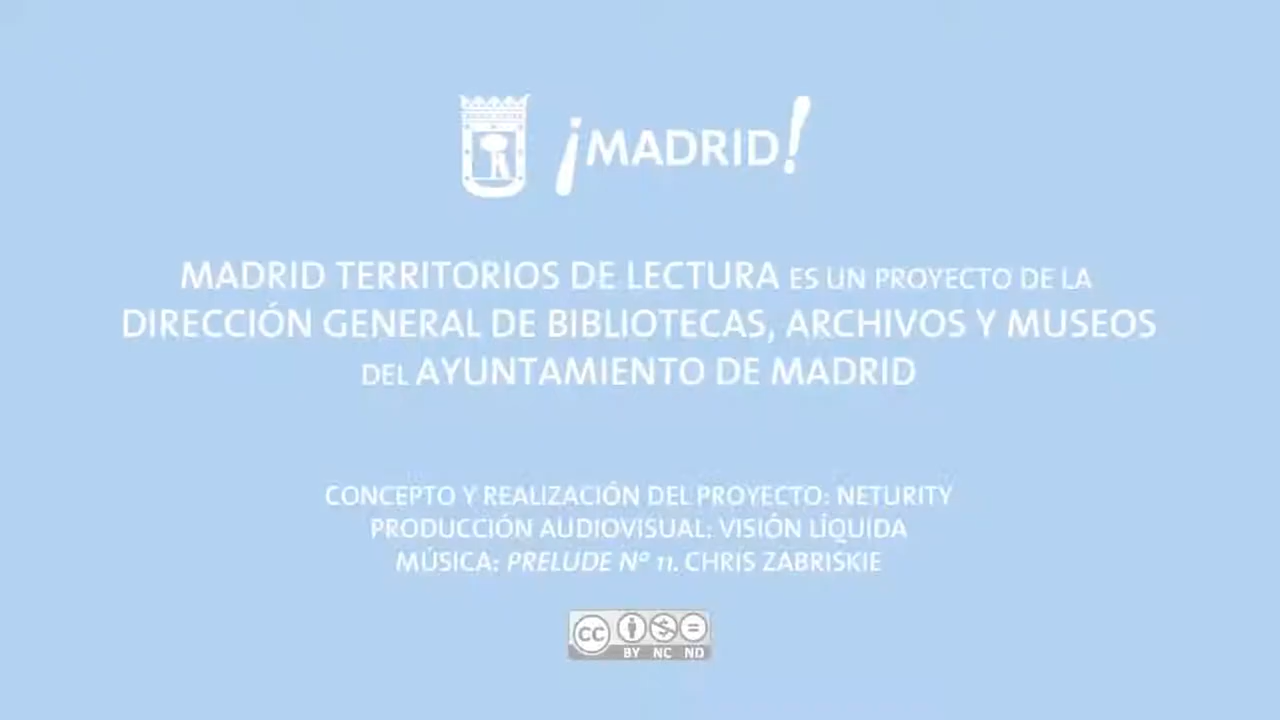 ¡MADRID!
MADRID TERRITORIOS DE LECTURA ES UN PROYECTO DE LA
DIRECCIÓN GENERAL DE BIBLIOTECAS, ARCHIVOS Y MUSEOS
DEL AYUNTAMIENTO DE MADRID
CONCEPTO Y REALIZACIÓN DEL PROYECTO: NETURITY
PRODUCCIÓN AUDIOVISUAL: VISIÓN LÍQUIDA
MÚSICA: PRELUDE Nº 11. CHRIS ZABRISKIE
CC BY NC ND